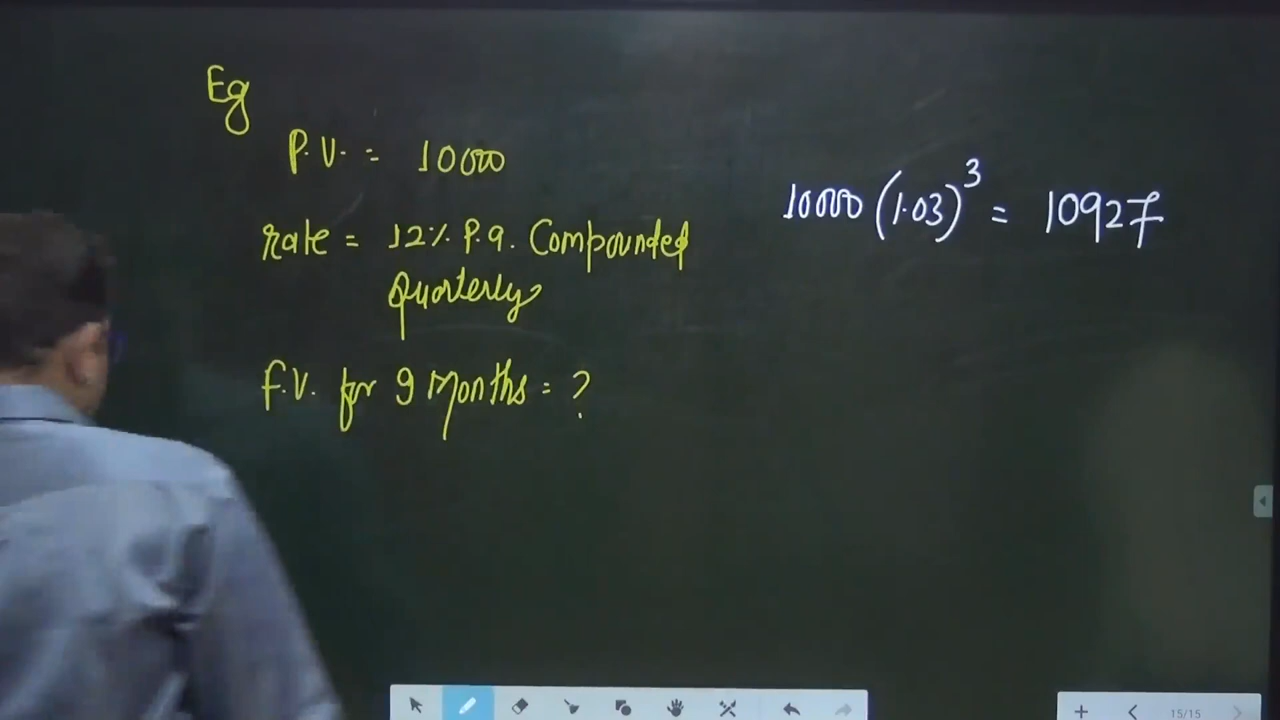 Eg
P.V. = 10000
rate = 12% P.a. Compounded
Quarterly
F.V. for 9 Months = ?
10000 (1.03)^3 = 10927
15/15